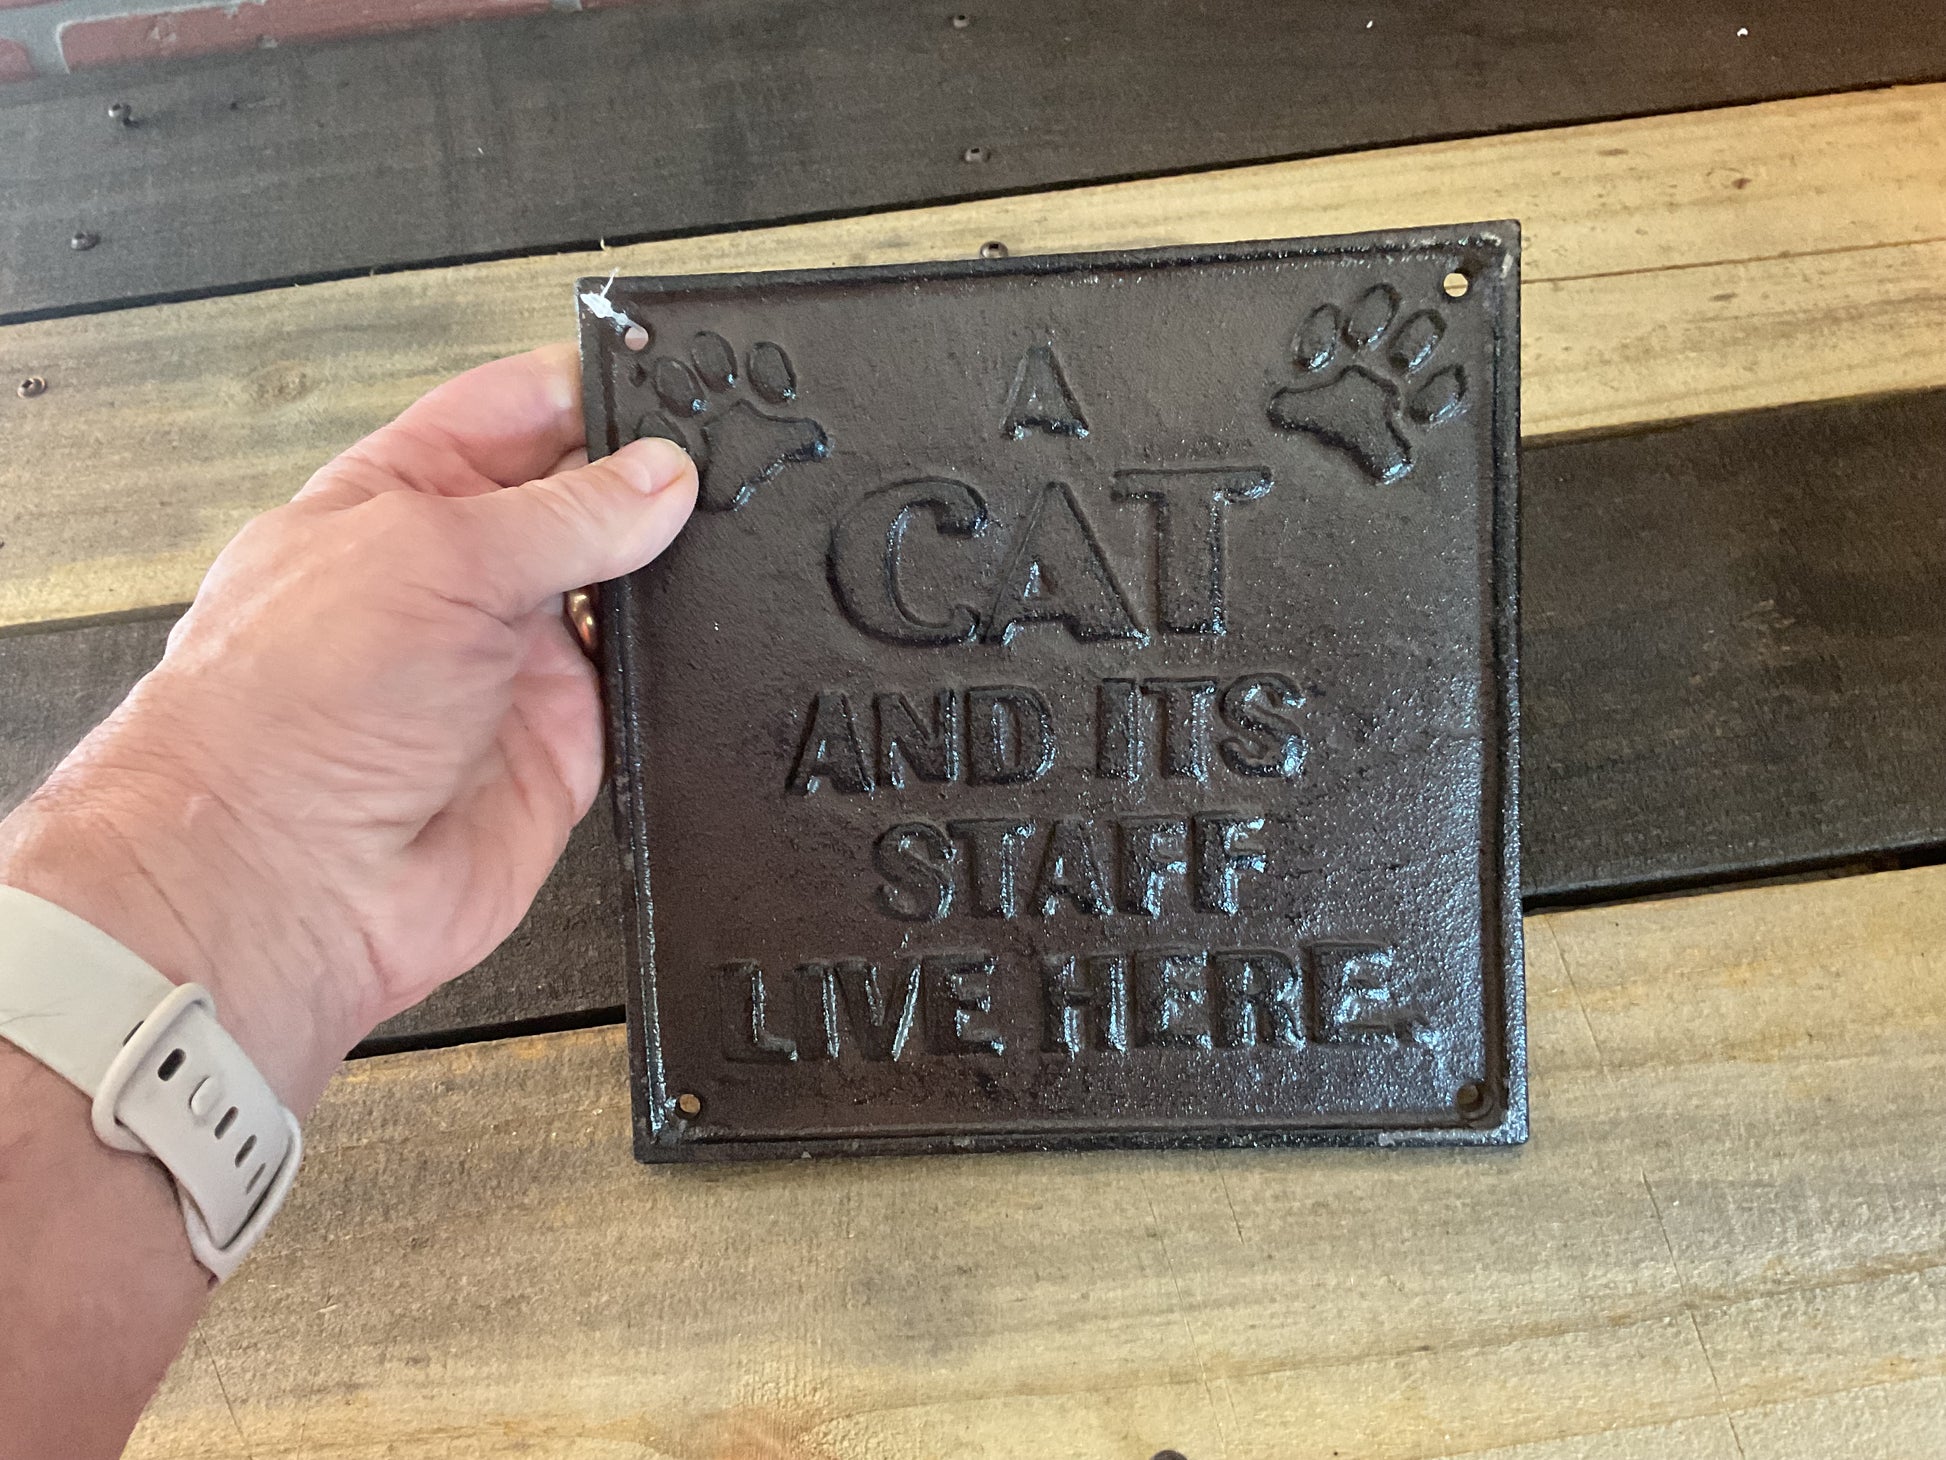 A
CAT
AND ITS
STAFF
LIVE HERE.